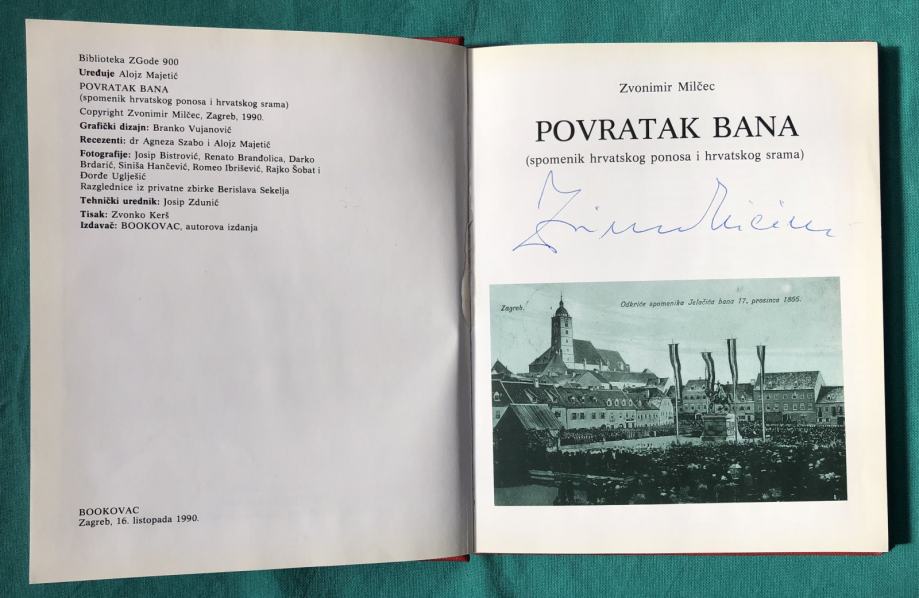 Biblioteka ZGode 900
Uređuje Alojz Majetić
POVRATAK BANA
(spomenik hrvatskog ponosa i hrvatskog srama)
Copyright Zvonimir Milčec, Zagreb, 1990.
Grafički dizajn: Branko Vujanović
Recezenti: dr Agneza Szabo i Alojz Majetić
Fotografije: Josip Bistrović, Renato Branđolica, Darko
Brdarić, Siniša Hančević, Romeo Ibrišević, Rajko Šobat i
Đorđe Uglješić
Razglednice iz privatne zbirke Berislava Sekelja
Tehnički urednik: Josip Zdunić
Tisak: Zvonko Kerš
Izdavač: BOOKOVAC, autorova izdanja
BOOKOVAC
Zagreb, 16. listopada 1990.
Zvonimir Milčec
POVRATAK BANA
(spomenik hrvatskog ponosa i hrvatskog srama)
Zagreb.
Odkriće spomenika Jelačića bana 17. prosinca 1866.